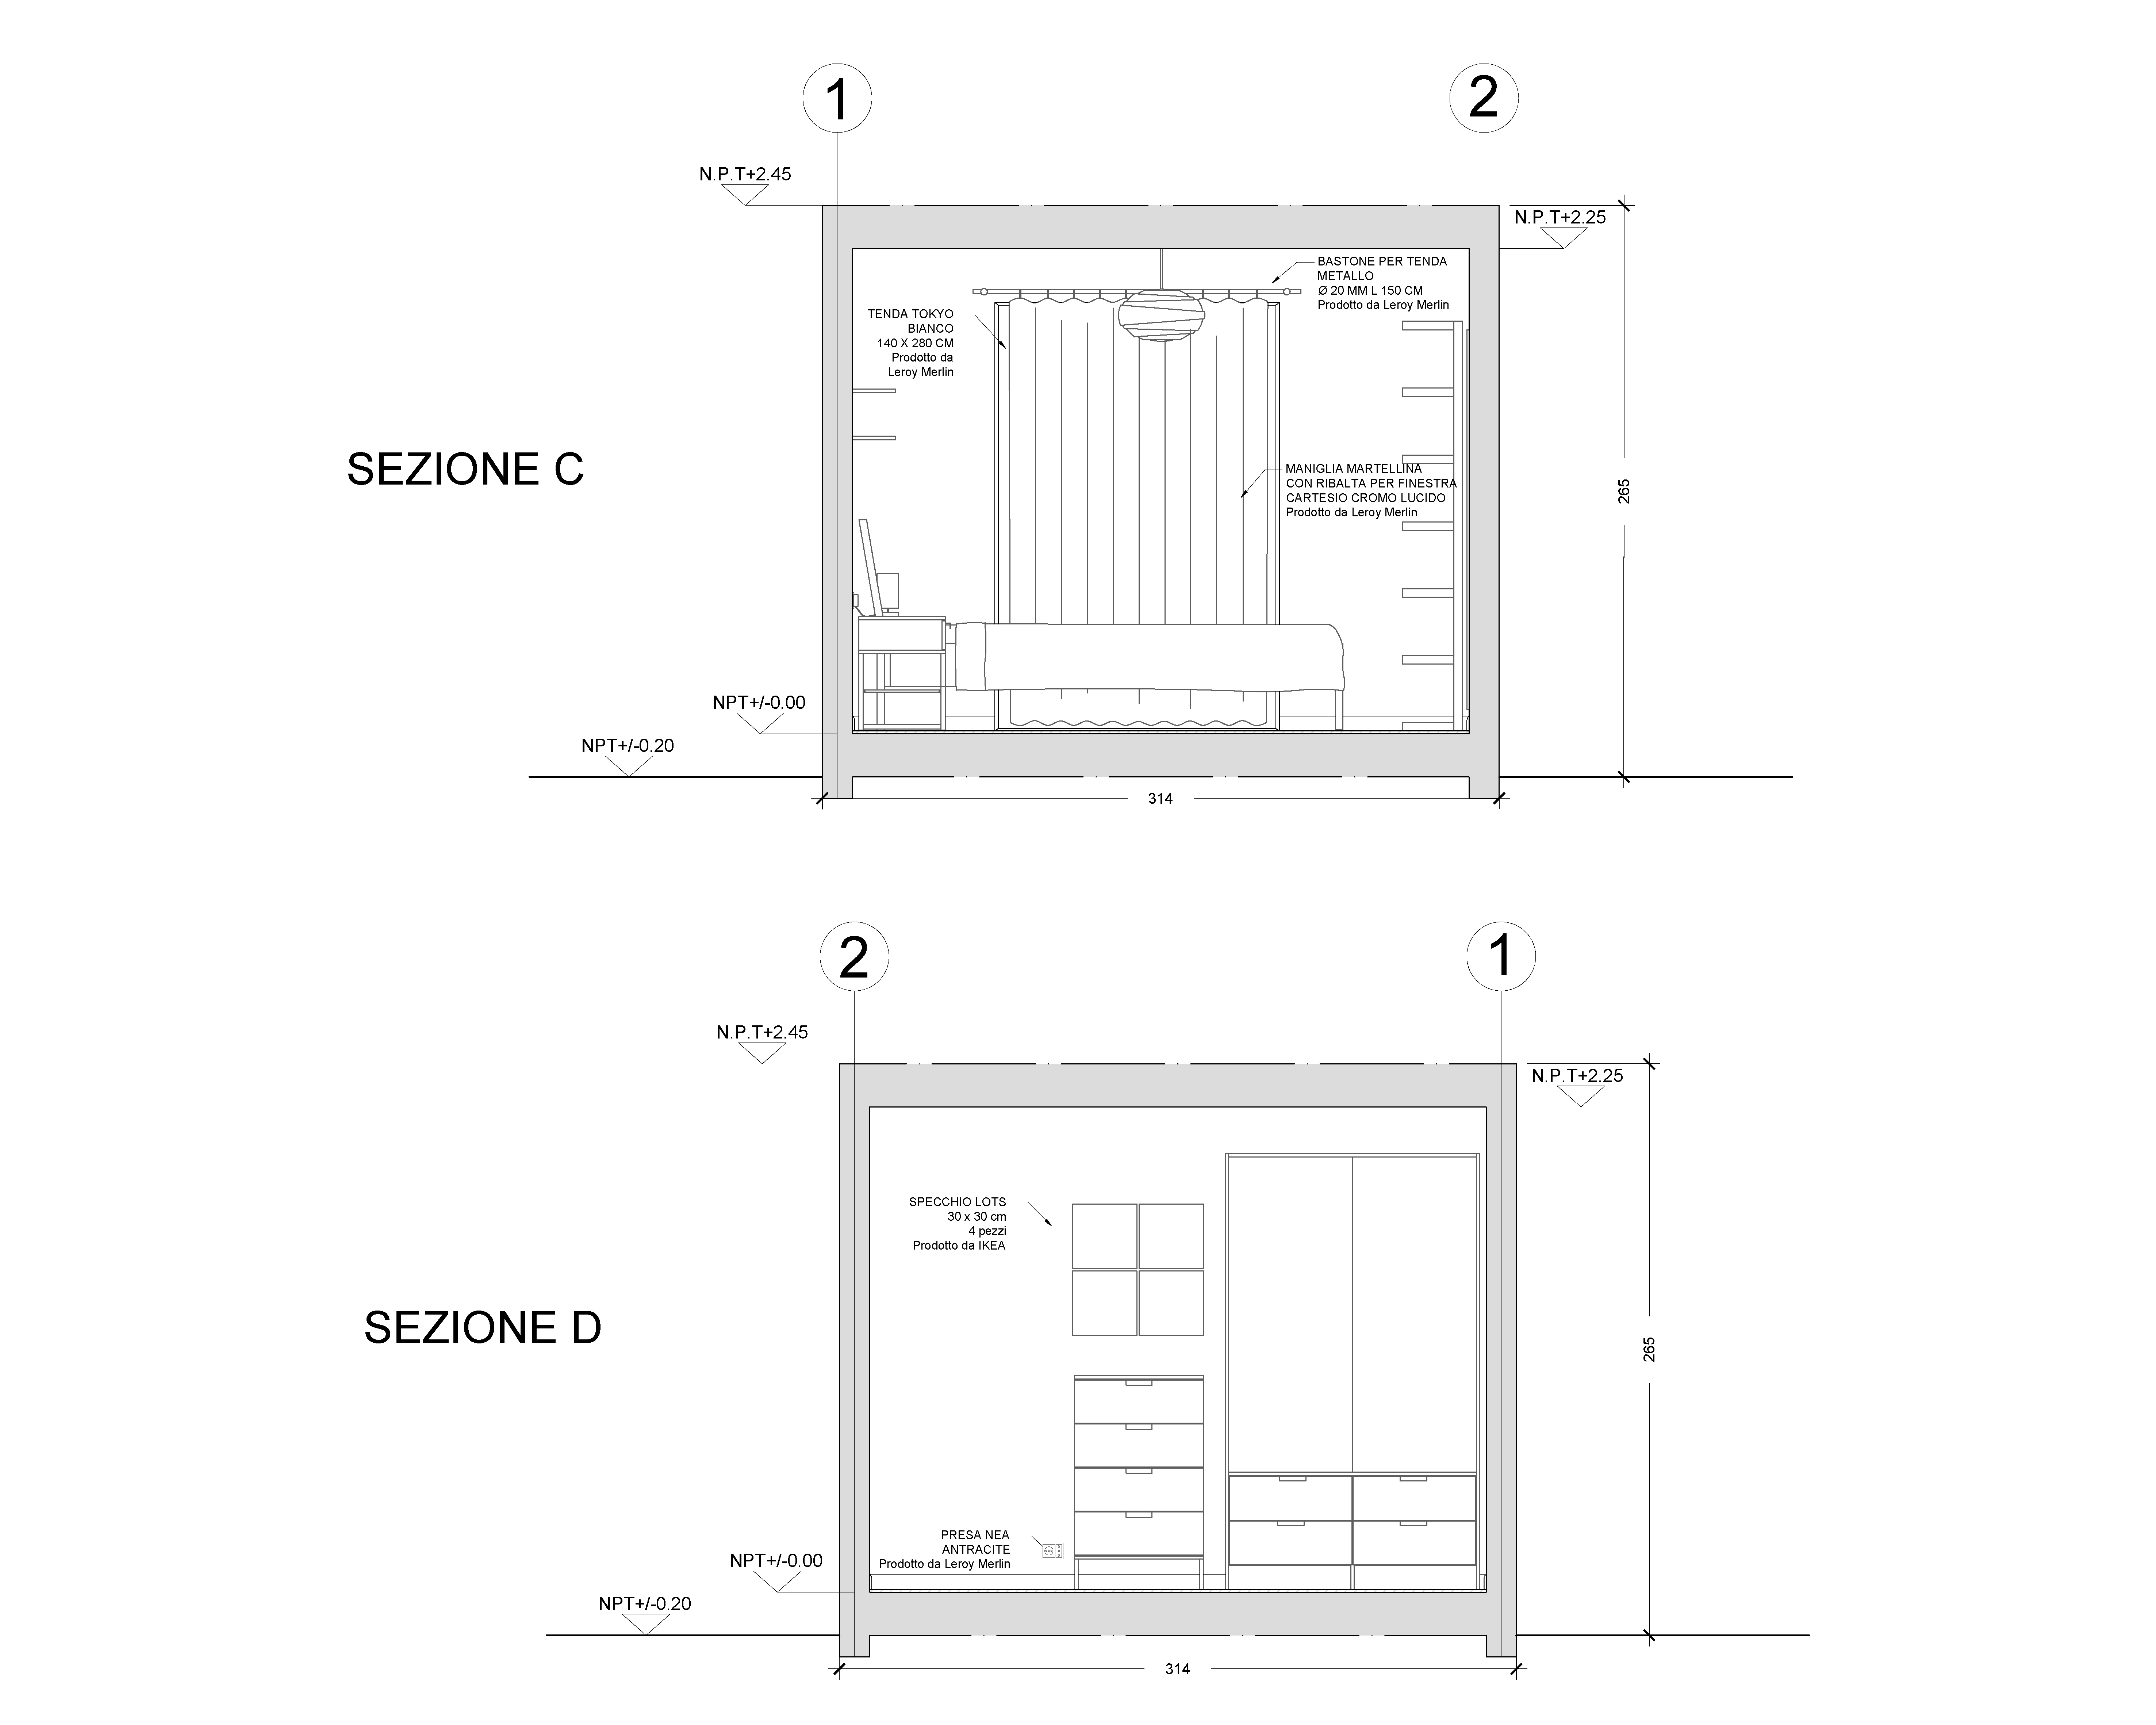 1
2
N.P.T+2.45
N.P.T+2.25
BASTONE PER TENDA
METALLO
Ø 20 MM L 150 CM
Prodotto da Leroy Merlin
TENDA TOKYO
BIANCO
140 X 280 CM
Prodotto da
Leroy Merlin
SEZIONE C
MANIGLIA MARTELLINA
CON RIBALTA PER FINESTRA
CARTESIO CROMO LUCIDO
Prodotto da Leroy Merlin
265
NPT+/-0.00
NPT+/-0.20
314
2
1
N.P.T+2.45
N.P.T+2.25
SPECCHIO LOTS
30 x 30 cm
4 pezzi
Prodotto da IKEA
SEZIONE D
265
PRESA NEA
ANTRACITE
Prodotto da Leroy Merlin
NPT+/-0.00
NPT+/-0.20
314